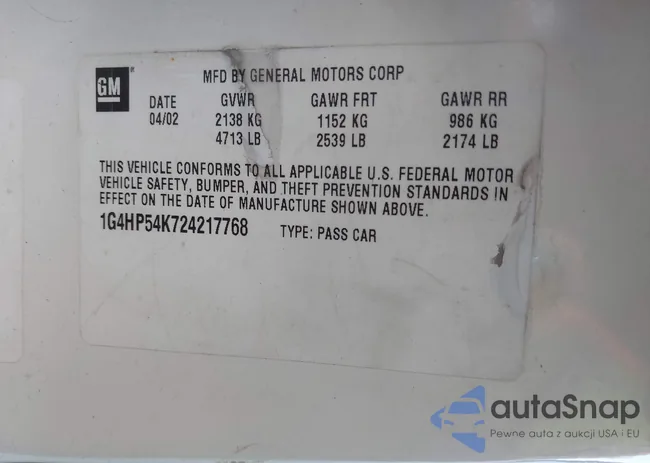 GM
MFD BY GENERAL MOTORS CORP
DATE GVWR GAWR FRT GAWR RR
04/02 2138 KG 1152 KG 986 KG
4713 LB 2539 LB 2174 LB
THIS VEHICLE CONFORMS TO ALL APPLICABLE U.S. FEDERAL MOTOR
VEHICLE SAFETY, BUMPER, AND THEFT PREVENTION STANDARDS IN
EFFECT ON THE DATE OF MANUFACTURE SHOWN ABOVE.
1G4HP54K724217768 TYPE: PASS CAR
autaSnap
Pewne auta z aukcji USA i EU